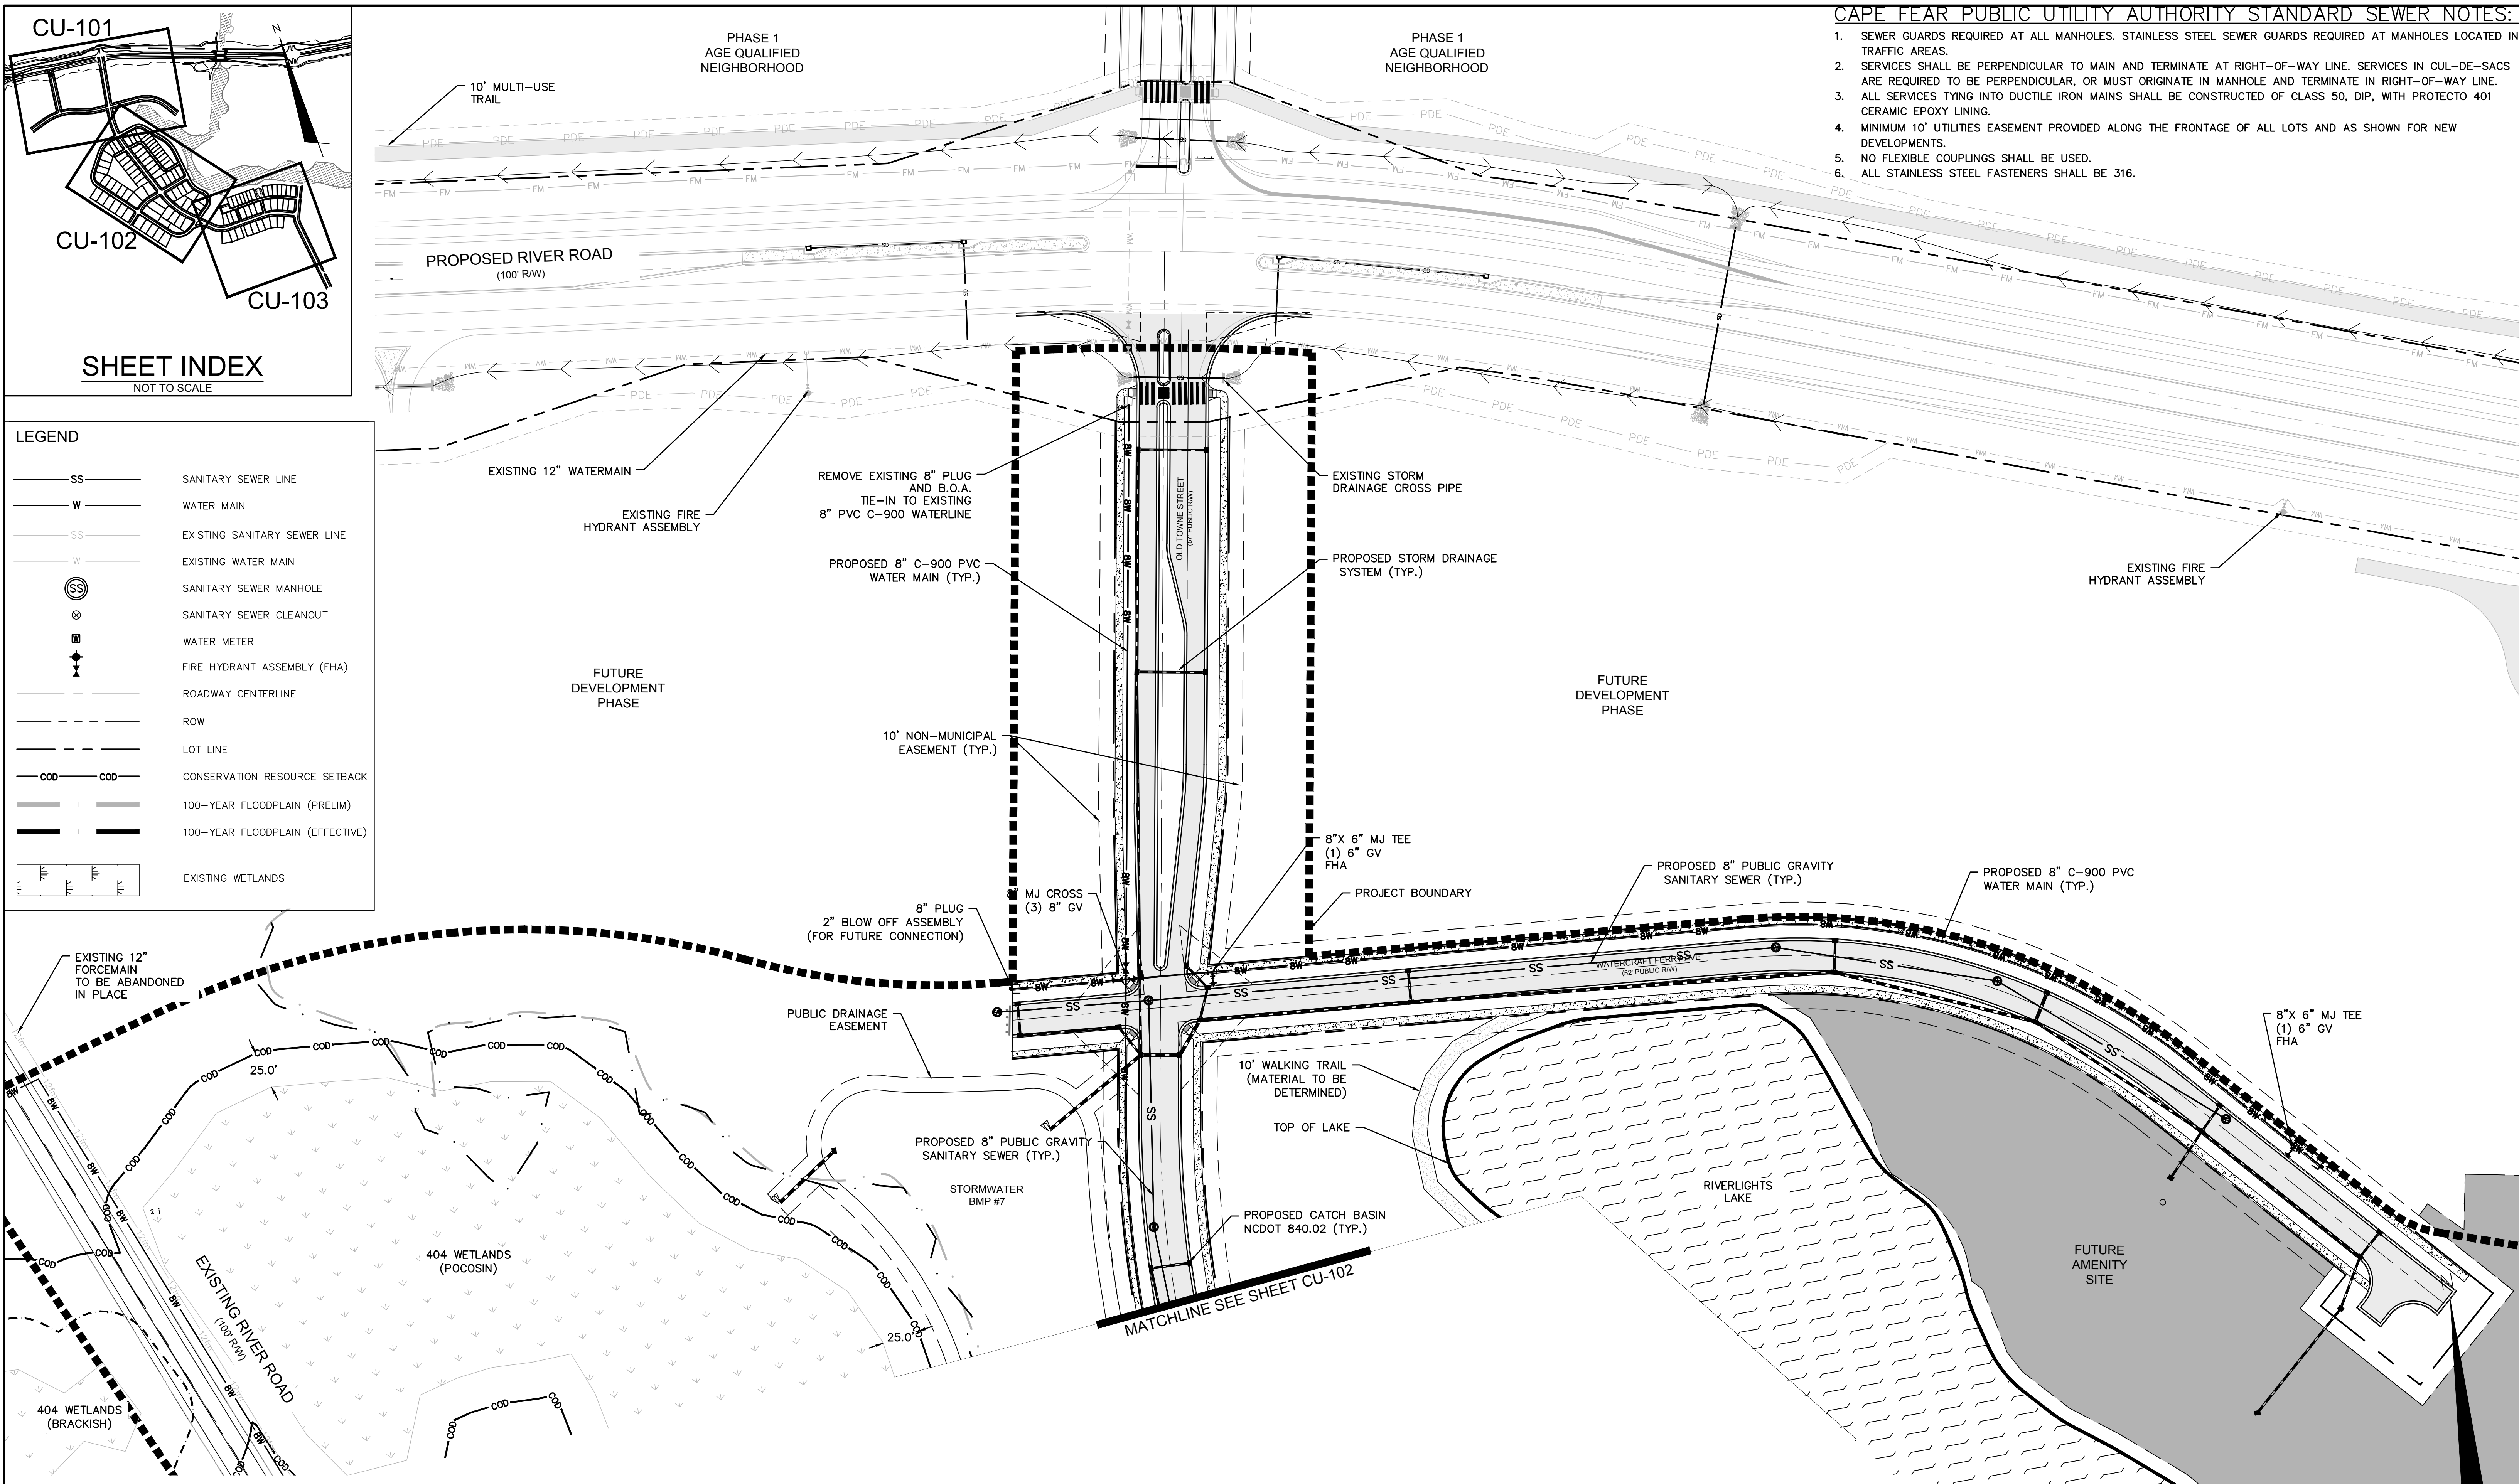 CU-101
CU-102
CU-103
N
SHEET INDEX
NOT TO SCALE
LEGEND
SS SANITARY SEWER LINE
W WATER MAIN
SS EXISTING SANITARY SEWER LINE
W EXISTING WATER MAIN
SS SANITARY SEWER MANHOLE
SANITARY SEWER CLEANOUT
WATER METER
FIRE HYDRANT ASSEMBLY (FHA)
ROADWAY CENTERLINE
ROW
LOT LINE
COD COD CONSERVATION RESOURCE SETBACK
100-YEAR FLOODPLAIN (PRELIM)
100-YEAR FLOODPLAIN (EFFECTIVE)
EXISTING WETLANDS
CAPE FEAR PUBLIC UTILITY AUTHORITY STANDARD SEWER NOTES:
1. SEWER GUARDS REQUIRED AT ALL MANHOLES. STAINLESS STEEL SEWER GUARDS REQUIRED AT MANHOLES LOCATED IN
TRAFFIC AREAS.
2. SERVICES SHALL BE PERPENDICULAR TO MAIN AND TERMINATE AT RIGHT-OF-WAY LINE. SERVICES IN CUL-DE-SACS
ARE REQUIRED TO BE PERPENDICULAR, OR MUST ORIGINATE IN MANHOLE AND TERMINATE IN RIGHT-OF-WAY LINE.
3. ALL SERVICES TYING INTO DUCTILE IRON MAINS SHALL BE CONSTRUCTED OF CLASS 50, DIP, WITH PROTECTO 401
CERAMIC EPOXY LINING.
4. MINIMUM 10' UTILITIES EASEMENT PROVIDED ALONG THE FRONTAGE OF ALL LOTS AND AS SHOWN FOR NEW
DEVELOPMENTS.
5. NO FLEXIBLE COUPLINGS SHALL BE USED.
6. ALL STAINLESS STEEL FASTENERS SHALL BE 316.
PHASE 1
AGE QUALIFIED
NEIGHBORHOOD
PHASE 1
AGE QUALIFIED
NEIGHBORHOOD
10' MULTI-USE
TRAIL
PROPOSED RIVER ROAD
(100' R/W)
EXISTING 12" WATERMAIN
EXISTING FIRE
HYDRANT ASSEMBLY
REMOVE EXISTING 8" PLUG
AND B.O.A.
TIE-IN TO EXISTING
8" PVC C-900 WATERLINE
OLD TOWNE STREET
(57' PUBLIC R/W)
EXISTING STORM
DRAINAGE CROSS PIPE
PROPOSED 8" C-900 PVC
WATER MAIN (TYP.)
PROPOSED STORM DRAINAGE
SYSTEM (TYP.)
EXISTING FIRE
HYDRANT ASSEMBLY
FUTURE
DEVELOPMENT
PHASE
FUTURE
DEVELOPMENT
PHASE
10' NON-MUNICIPAL
EASEMENT (TYP.)
8"X 6" MJ TEE
(1) 6" GV
FHA
PROJECT BOUNDARY
PROPOSED 8" PUBLIC GRAVITY
SANITARY SEWER (TYP.)
PROPOSED 8" C-900 PVC
WATER MAIN (TYP.)
MJ CROSS
(3) 8" GV
8" PLUG
2" BLOW OFF ASSEMBLY
(FOR FUTURE CONNECTION)
EXISTING 12"
FORCEMAIN
TO BE ABANDONED
IN PLACE
(52' PUBLIC R/W)
PUBLIC DRAINAGE
EASEMENT
8"X 6" MJ TEE
(1) 6" GV
FHA
25.0'
10' WALKING TRAIL
(MATERIAL TO BE
DETERMINED)
TOP OF LAKE
PROPOSED 8" PUBLIC GRAVITY
SANITARY SEWER (TYP.)
STORMWATER
BMP #7
RIVERLIGHTS
LAKE
PROPOSED CATCH BASIN
NCDOT 840.02 (TYP.)
404 WETLANDS
(POCOSIN)
FUTURE
AMENITY
SITE
EXISTING RIVER ROAD
(100' R/W)
MATCHLINE SEE SHEET CU-102
25.0'
404 WETLANDS
(BRACKISH)